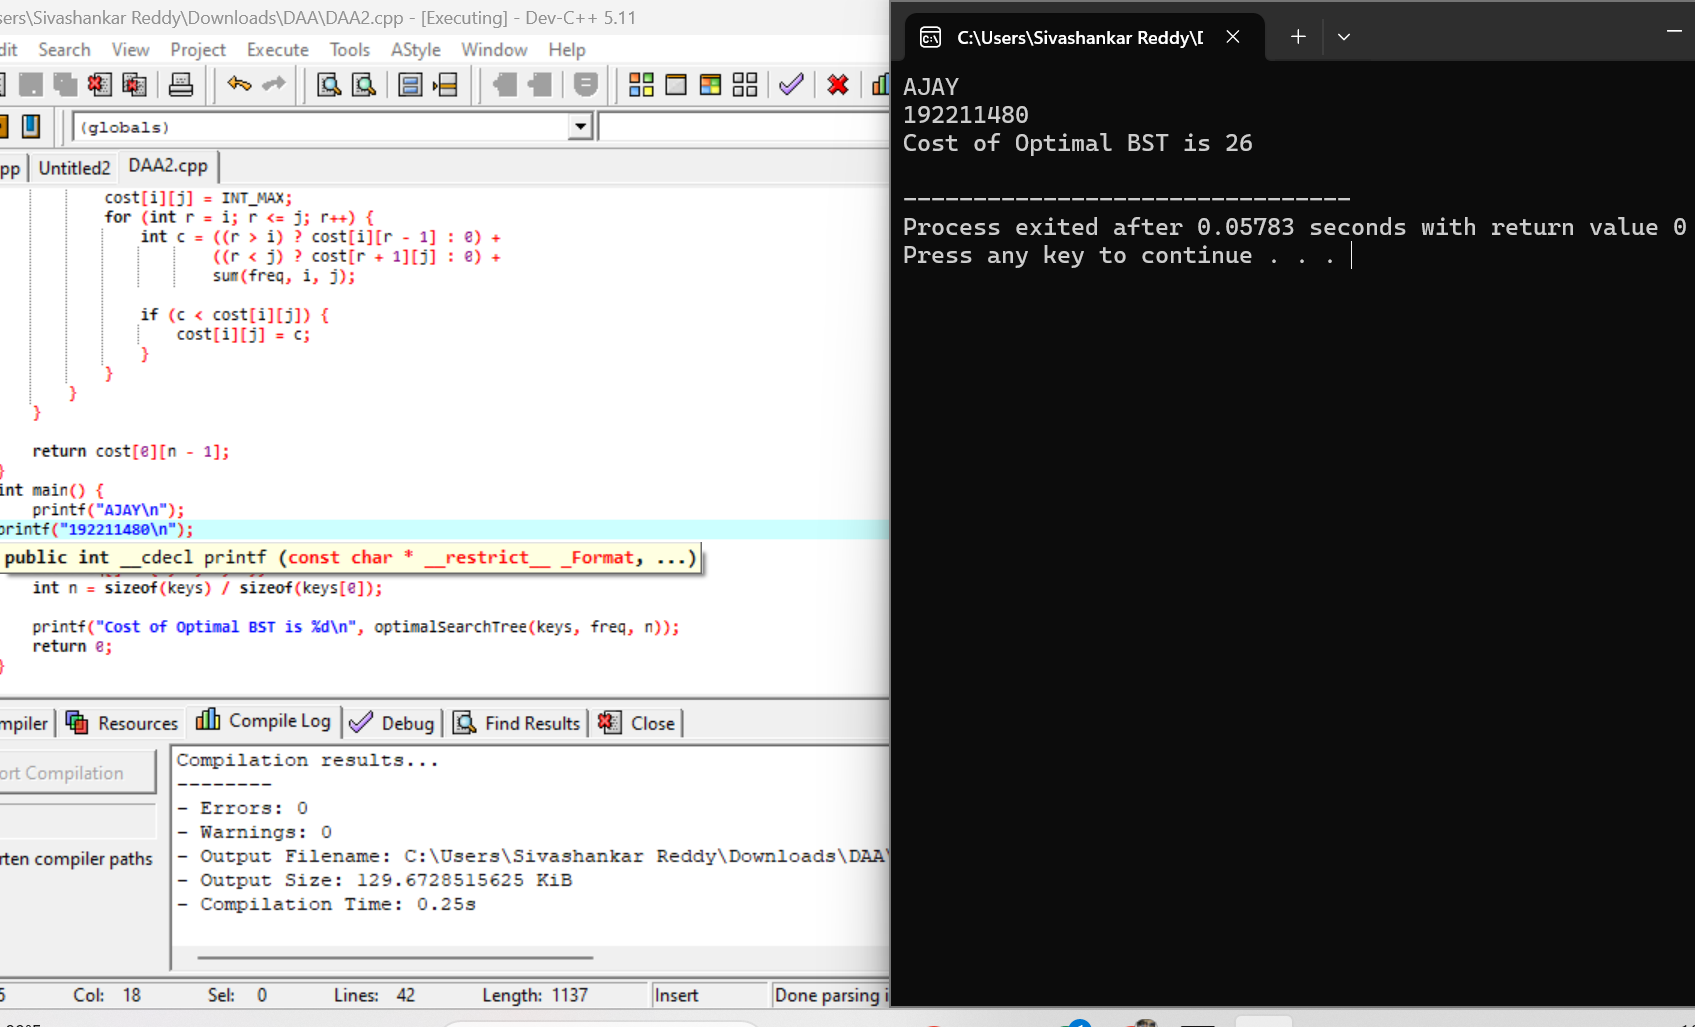 sers\Sivashankar Reddy\Downloads\DAA\DAA2.cpp - [Executing] - Dev-C++ 5.11
dit Search View Project Execute Tools AStyle Window Help
(globals)
pp Untitled2 DAA2.cpp
cost[i][j] = INT_MAX;
for (int r = i; r <= j; r++) {
int c = ((r > i) ? cost[i][r - 1] : 0) +
((r < j) ? cost[r + 1][j] : 0) +
sum(freq, i, j);
if (c < cost[i][j]) {
cost[i][j] = c;
}
}
}
}
return cost[0][n - 1];
}
int main() {
printf("AJAY\n");
printf("192211480\n");
public int __cdecl printf (const char * __restrict__ _Format, ...)
int n = sizeof(keys) / sizeof(keys[0]);
printf("Cost of Optimal BST is %d\n", optimalSearchTree(keys, freq, n));
return 0;
}
mpiler Resources Compile Log Debug Find Results Close
ort Compilation
rten compiler paths
Compilation results...
--------
- Errors: 0
- Warnings: 0
- Output Filename: C:\Users\Sivashankar Reddy\Downloads\DAA\
- Output Size: 129.6728515625 KiB
- Compilation Time: 0.25s
5 Col: 18 Sel: 0 Lines: 42 Length: 1137 Insert Done parsing i
C:\Users\Sivashankar Reddy\D
AJAY
192211480
Cost of Optimal BST is 26
--------------------------------
Process exited after 0.05783 seconds with return value 0
Press any key to continue . . .